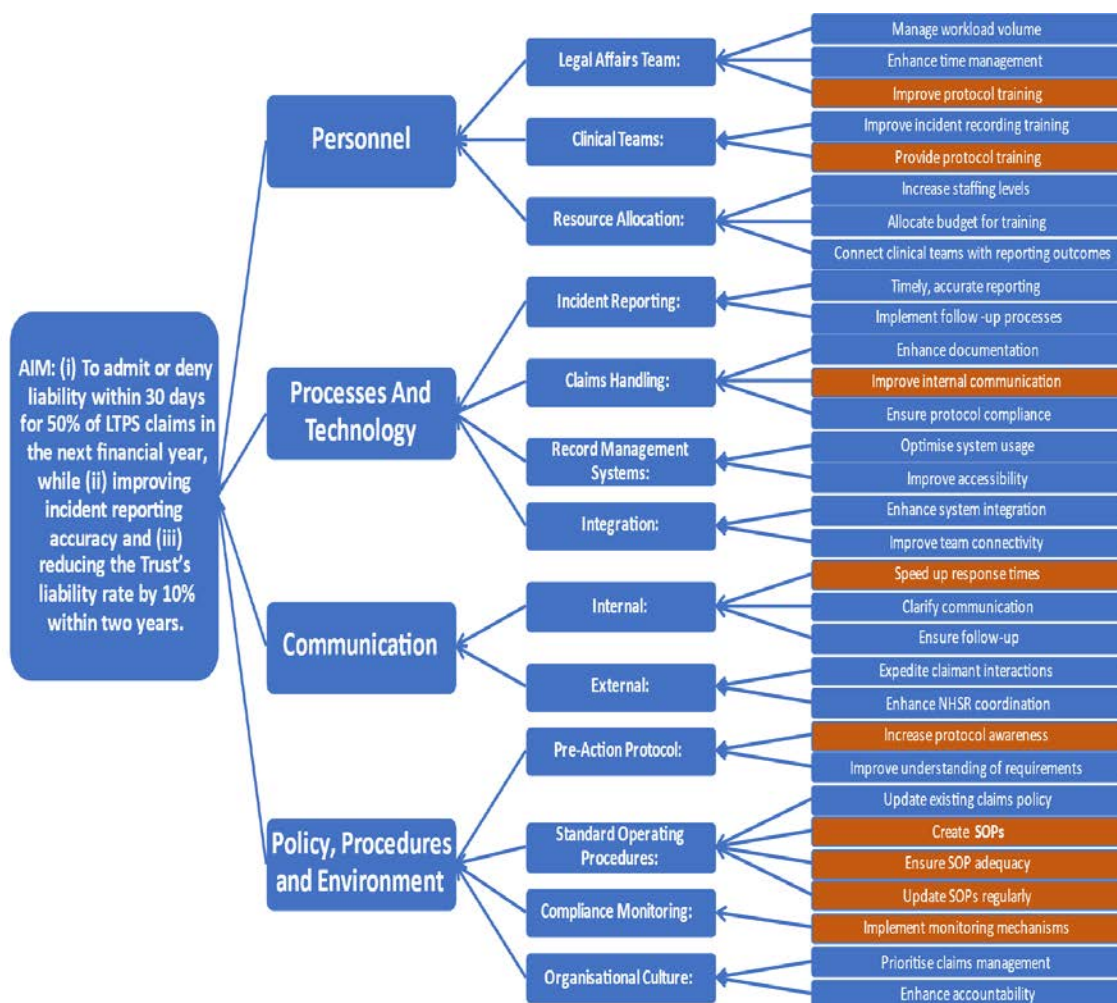 AIM: (i) To admit or deny
liability within 30 days
for 50% of LTPS claims in
the next financial year,
while (ii) improving
incident reporting
accuracy and (iii)
reducing the Trust's
liability rate by 10%
within two years.
Personnel
Legal Affairs Team:
Manage workload volume
Enhance time management
Improve protocol training
Clinical Teams:
Improve incident recording training
Provide protocol training
Resource Allocation:
Increase staffing levels
Allocate budget for training
Connect clinical teams with reporting outcomes
Processes And
Technology
Incident Reporting:
Timely, accurate reporting
Implement follow -up processes
Claims Handling:
Enhance documentation
Improve internal communication
Ensure protocol compliance
Record Management
Systems:
Optimise system usage
Improve accessibility
Integration:
Enhance system integration
Improve team connectivity
Communication
Internal:
Speed up response times
Clarify communication
Ensure follow-up
External:
Expedite claimant interactions
Enhance NHSR coordination
Policy, Procedures
and Environment
Pre-Action Protocol:
Increase protocol awareness
Improve understanding of requirements
Standard Operating
Procedures:
Update existing claims policy
Create SOPs
Ensure SOP adequacy
Update SOPs regularly
Compliance Monitoring:
Implement monitoring mechanisms
Organisational Culture:
Prioritise claims management
Enhance accountability